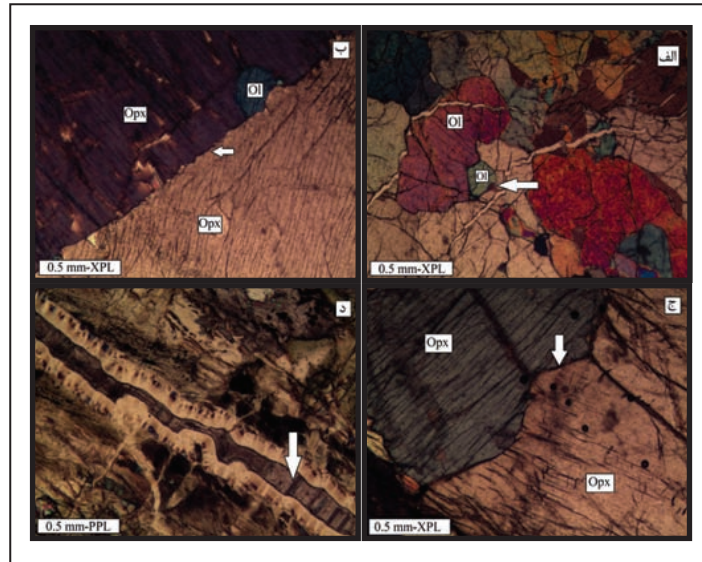 الف
Ol
Ol
0.5 mm-XPL
ب
Ol
Opx
Opx
0.5 mm-XPL
ج
Opx
Opx
0.5 mm-XPL
د
0.5 mm-PPL